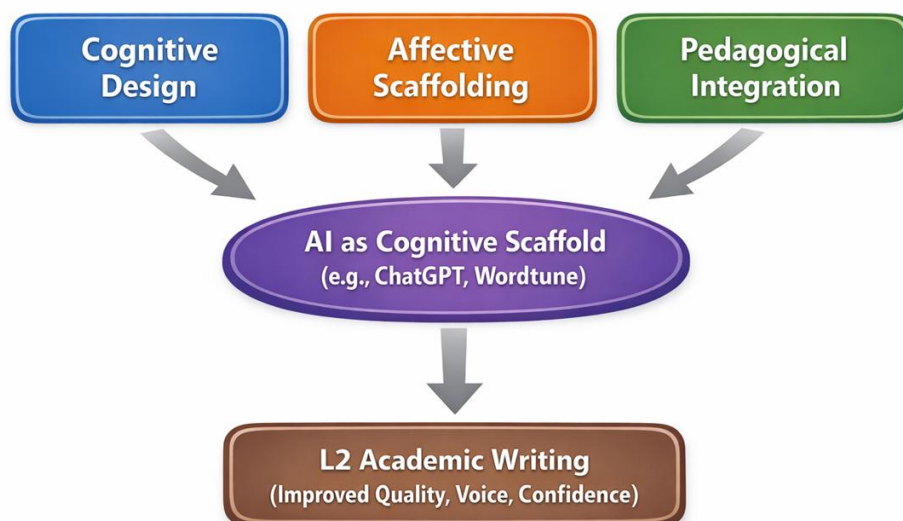 Cognitive
Design
Affective
Scaffolding
Pedagogical
Integration
AI as Cognitive Scaffold
(e.g., ChatGPT, Wordtune)
L2 Academic Writing
(Improved Quality, Voice, Confidence)